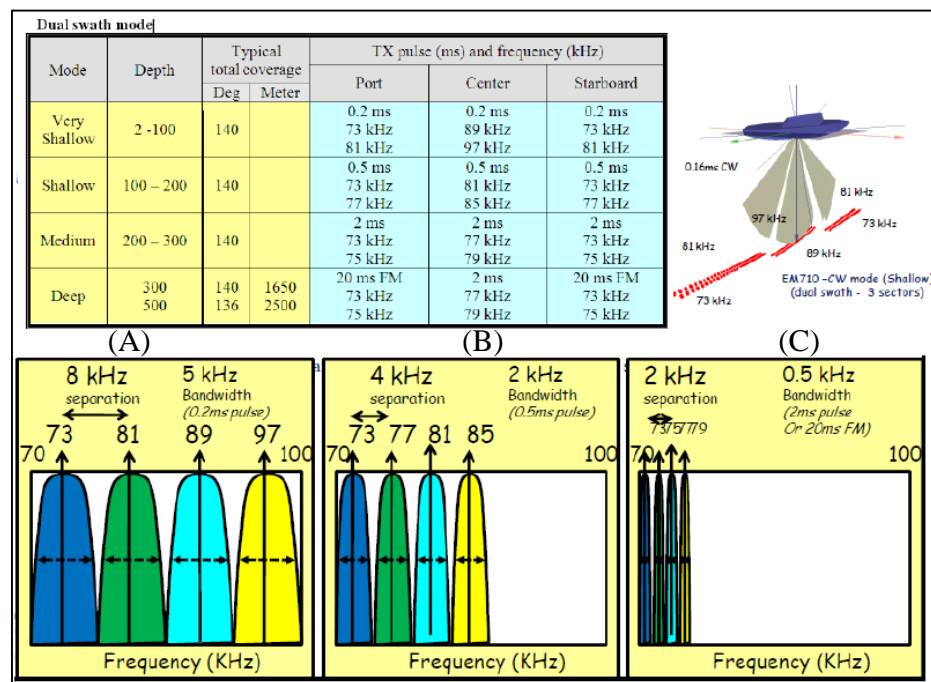 Dual swath mode
Mode
Depth
Typical
total coverage
TX pulse (ms) and frequency (kHz)
Deg
Meter
Port
Center
Starboard
Very
Shallow
2 -100
140
0.2 ms
73 kHz
81 kHz
0.2 ms
89 kHz
97 kHz
0.2 ms
73 kHz
81 kHz
Shallow
100 – 200
140
0.5 ms
73 kHz
77 kHz
0.5 ms
81 kHz
85 kHz
0.5 ms
73 kHz
77 kHz
Medium
200 – 300
140
2 ms
73 kHz
75 kHz
2 ms
77 kHz
79 kHz
2 ms
73 kHz
75 kHz
Deep
300
500
140
136
1650
2500
20 ms FM
73 kHz
75 kHz
2 ms
77 kHz
79 kHz
20 ms FM
73 kHz
75 kHz
0.16ms CW
81 kHz
97 kHz
73 kHz
81 kHz
89 kHz
73 kHz
EM710 -CW mode (Shallow)
(dual swath - 3 sectors)
(A)
(B)
(C)
8 kHz
separation
5 kHz
Bandwidth
(0.2ms pulse)
73 81 89 97
70 100
Frequency (KHz)
4 kHz
separation
2 kHz
Bandwidth
(0.5ms pulse)
73 77 81 85
70 100
Frequency (KHz)
2 kHz
separation
0.5 kHz
Bandwidth
(2ms pulse
Or 20ms FM)
73757779
70 100
Frequency (KHz)